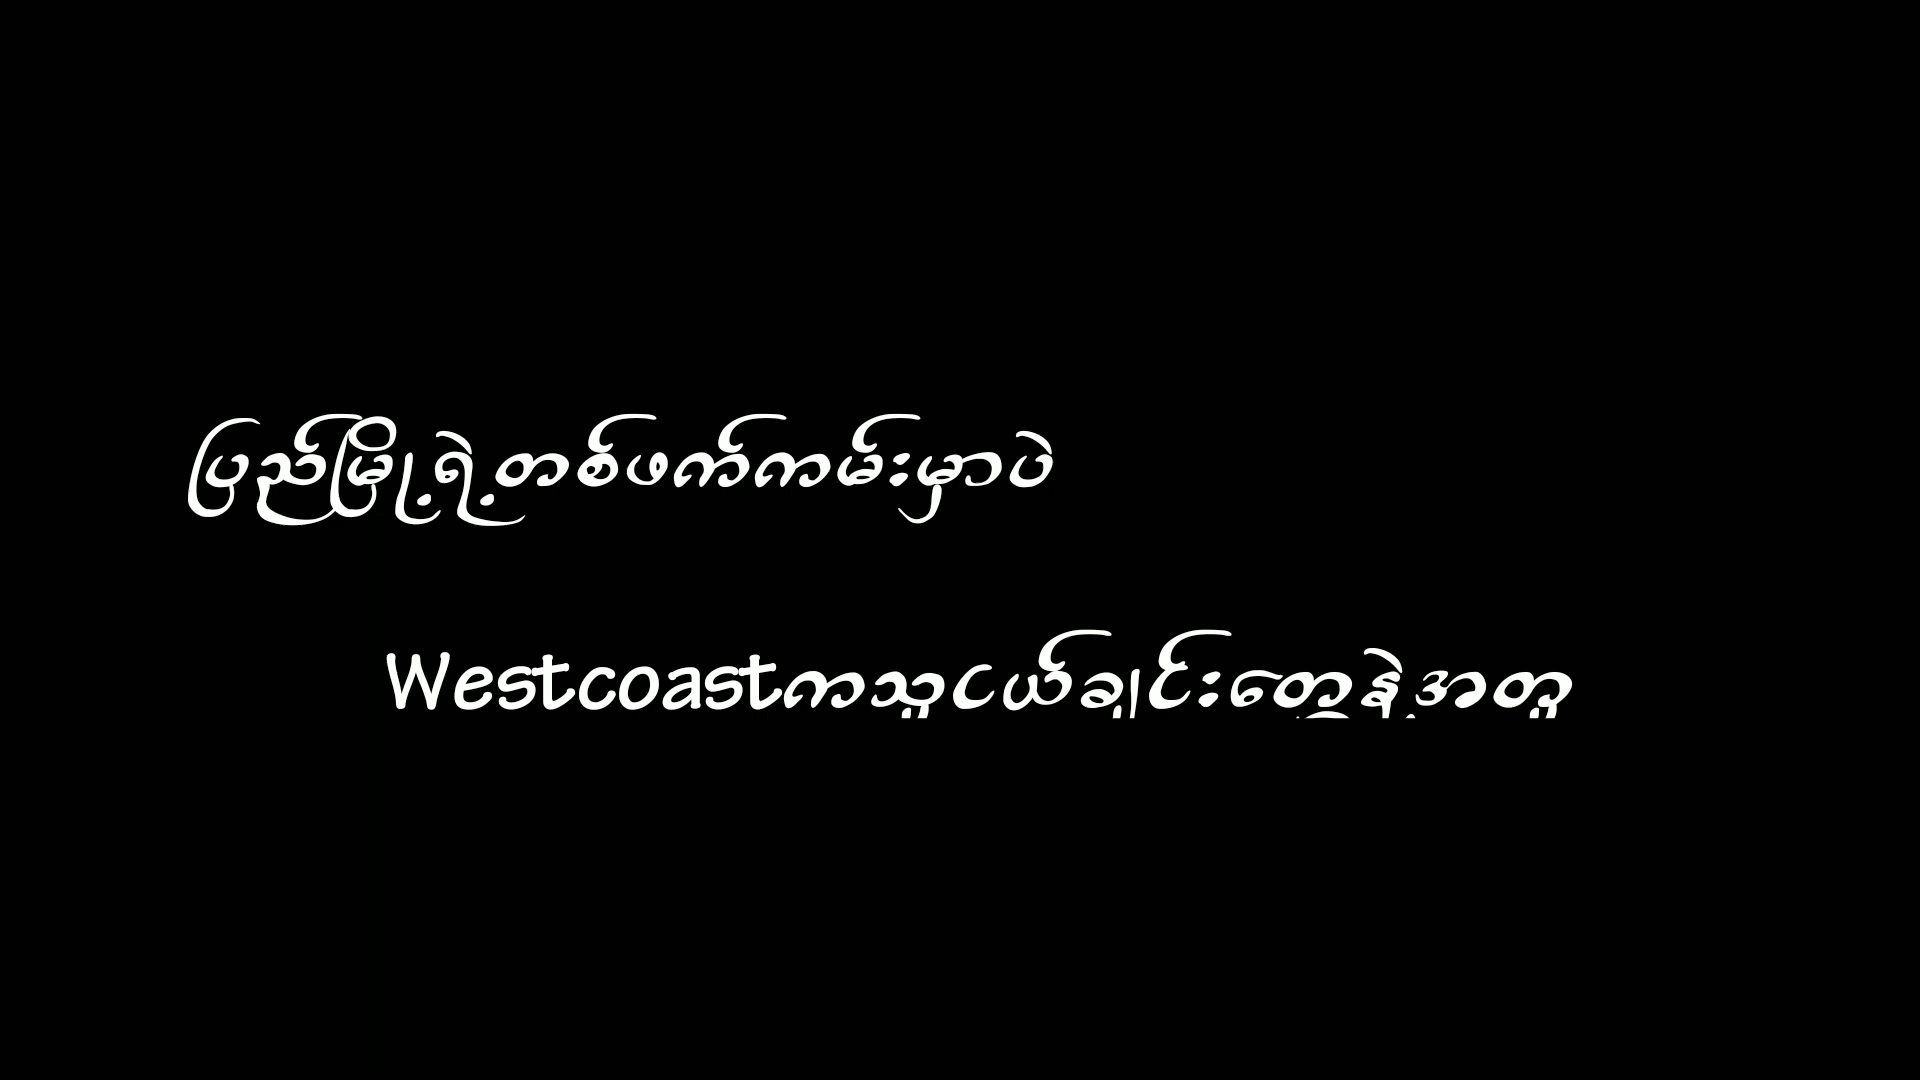 ပြည်မြို့ရဲ့တစ်ဖက်ကမ်းမှာပဲ
Westcoastကသူငယ်ချင်းတွေနဲ့အတူ